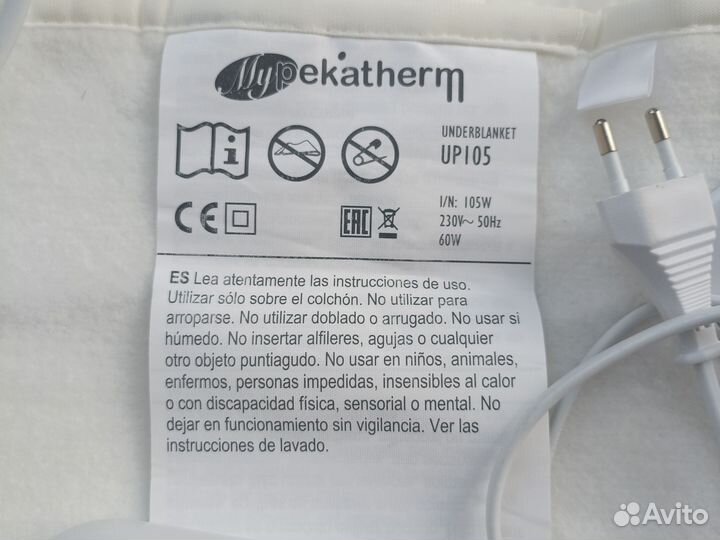 Mypekatherm
UNDERBLANKET
UP105
I/N: 105W
230V~ 50Hz
60W
i
CE
EAC
ES Lea atentamente las instrucciones de uso.
Utilizar sólo sobre el colchón. No utilizar para
arroparse. No utilizar doblado o arrugado. No usar si
húmedo. No insertar alfileres, agujas o cualquier
otro objeto puntiagudo. No usar en niños, animales,
enfermos, personas impedidas, insensibles al calor
o con discapacidad física, sensorial o mental. No
dejar en funcionamiento sin vigilancia. Ver las
instrucciones de lavado.
Avito